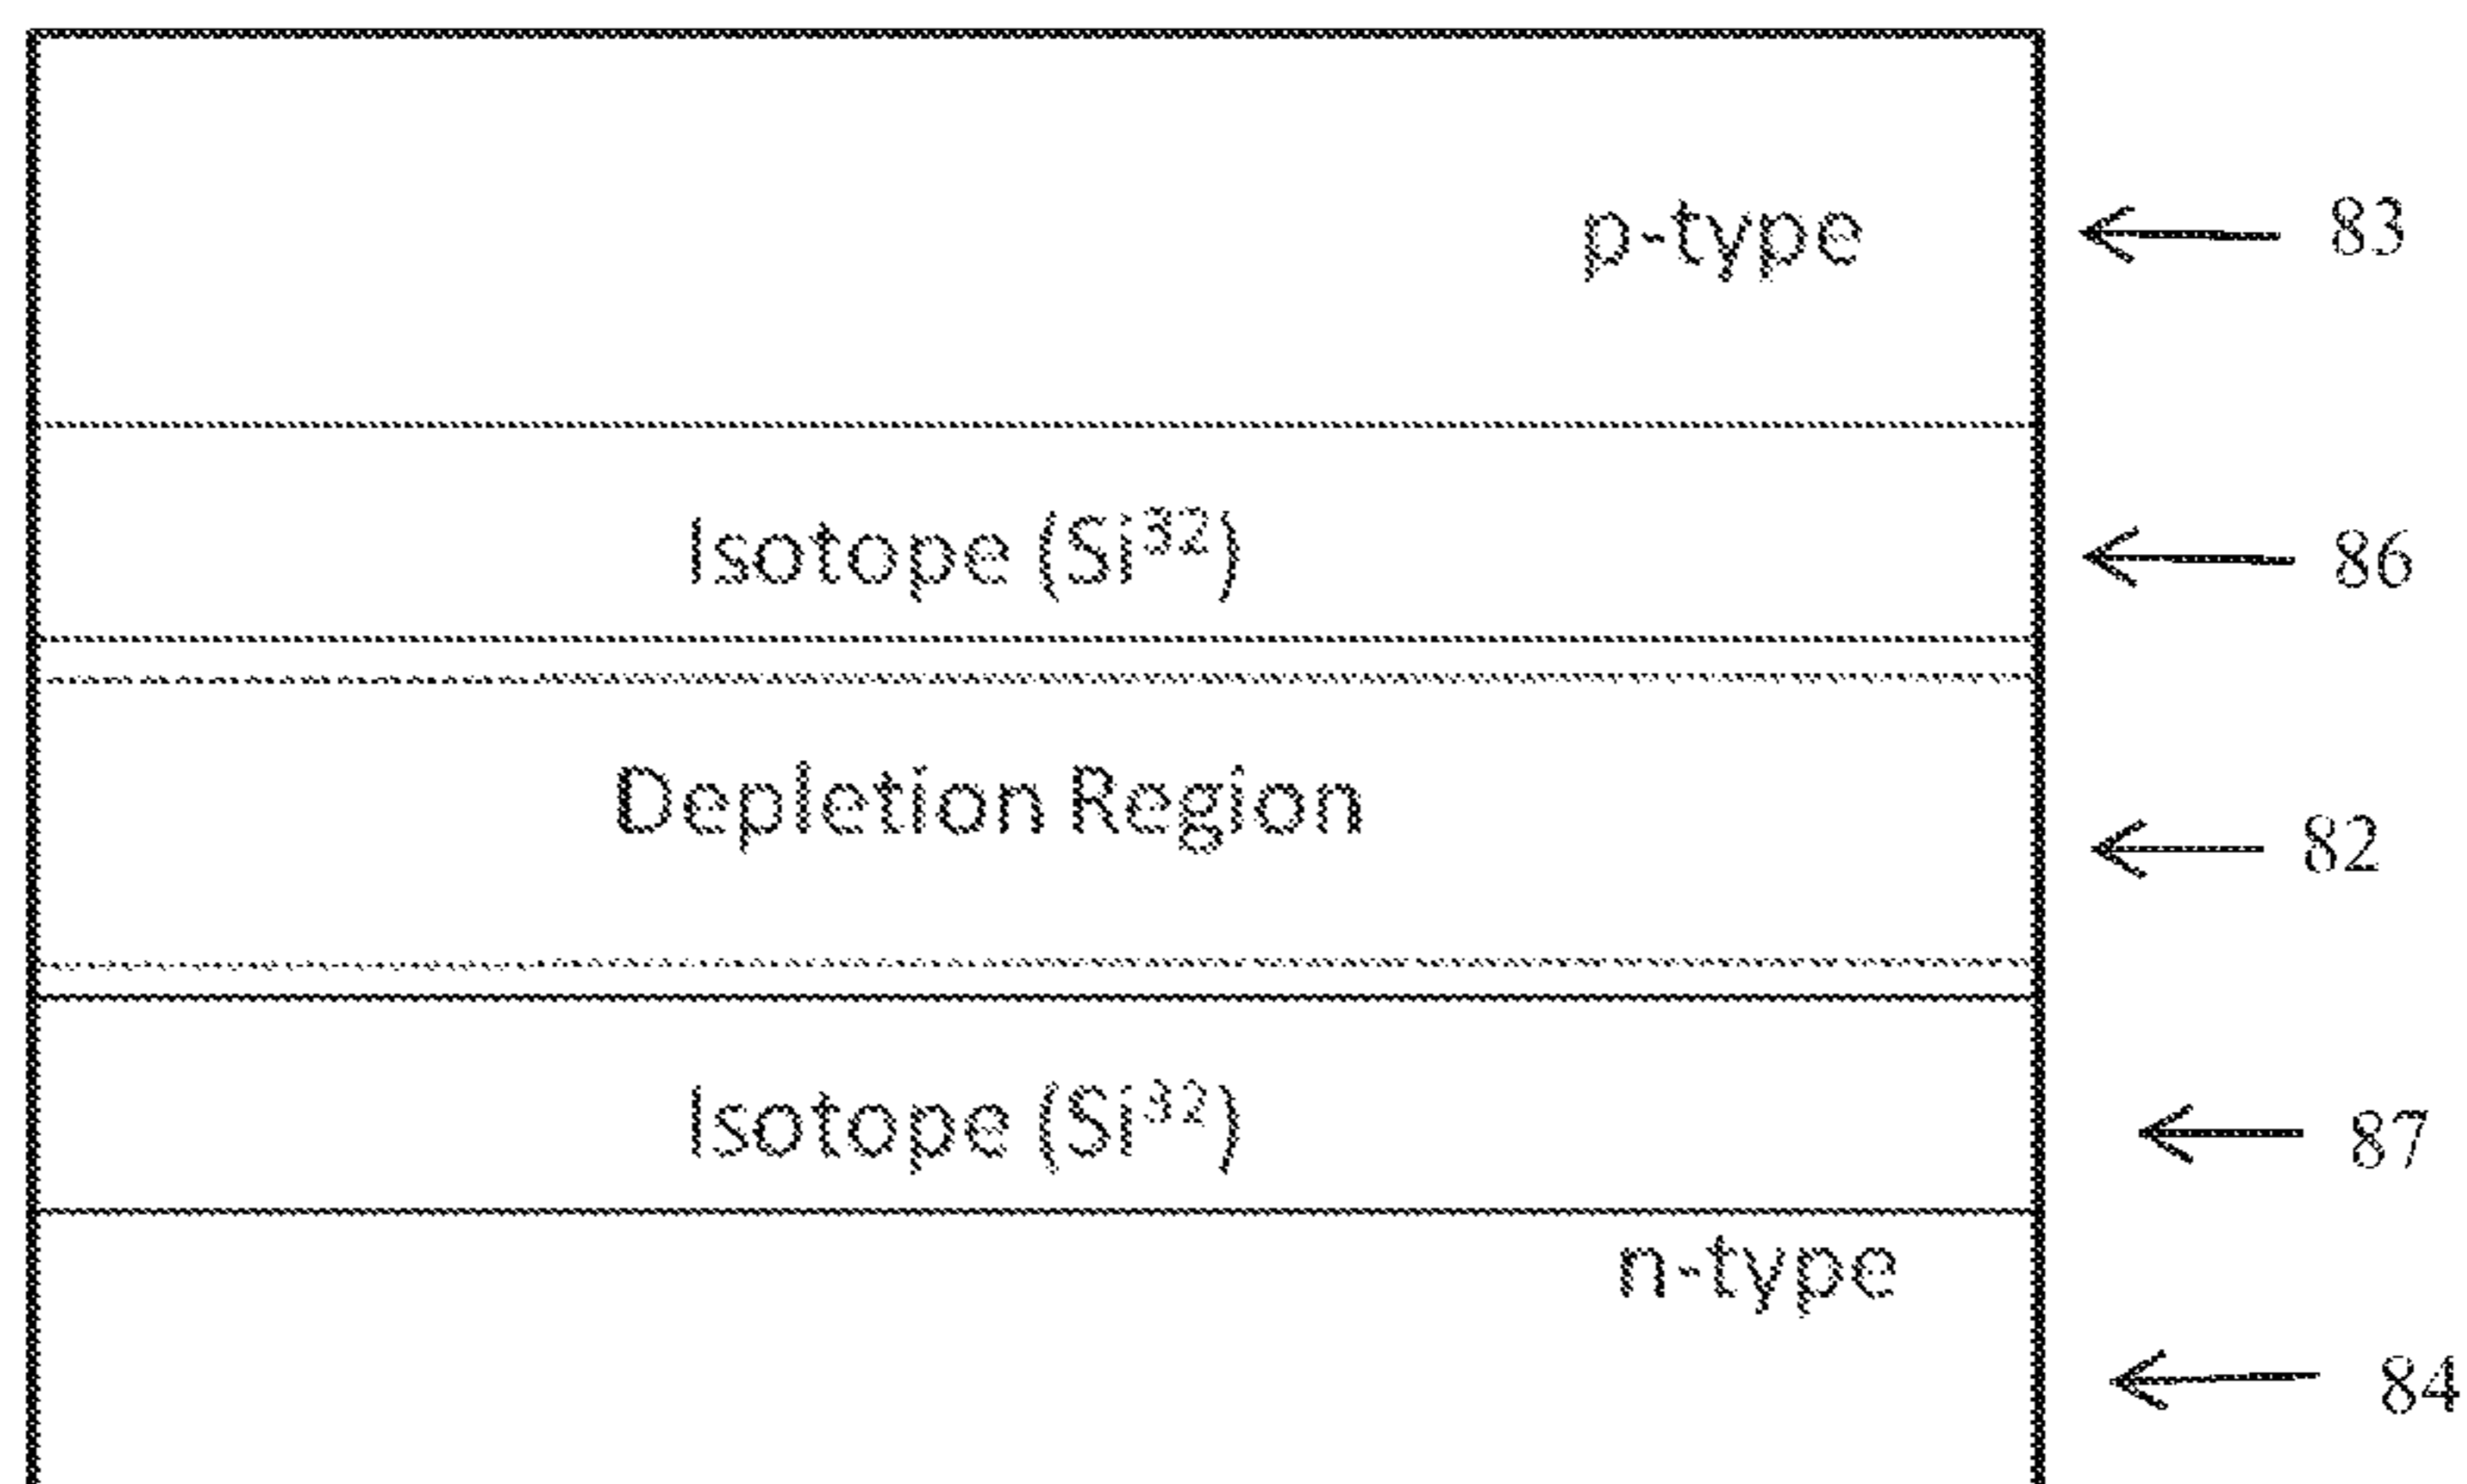 p-type 83
Isotope (Si³²) 86
Depletion Region 82
Isotope (Si³²) 87
n-type
84